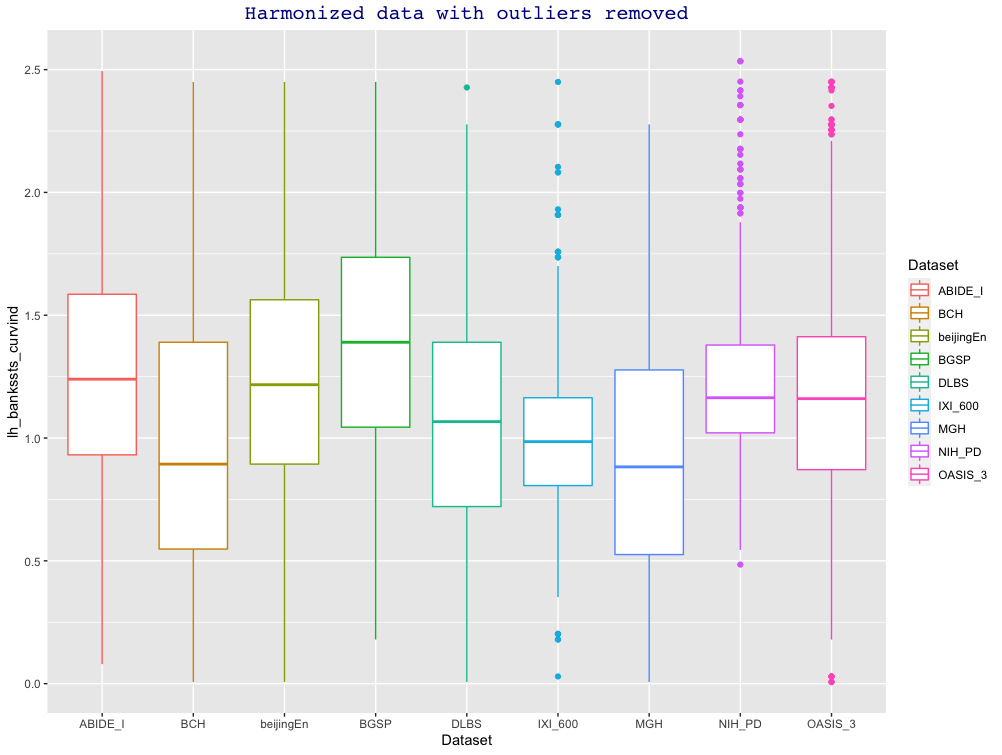 Harmonized data with outliers removed
lh_bankssts_curvind
2.5
2.0
1.5
1.0
0.5
0.0
ABIDE_I BCH beijingEn BGSP DLBS IXI_600 MGH NIH_PD OASIS_3
Dataset
Dataset
ABIDE_I
BCH
beijingEn
BGSP
DLBS
IXI_600
MGH
NIH_PD
OASIS_3